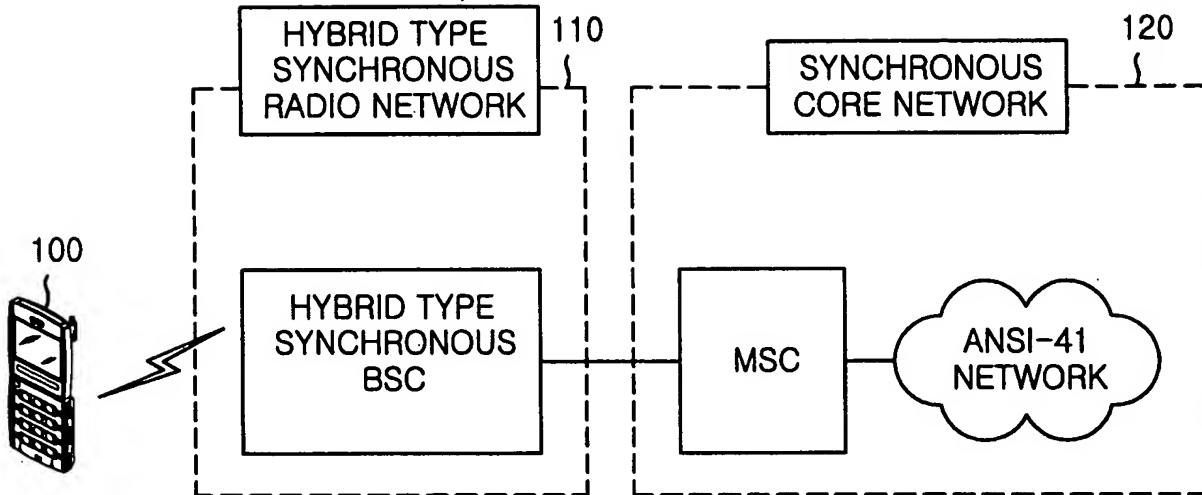 HYBRID TYPE
SYNCHRONOUS
RADIO NETWORK
110
SYNCHRONOUS
CORE NETWORK
120
100
HYBRID TYPE
SYNCHRONOUS
BSC
MSC
ANSI-41
NETWORK